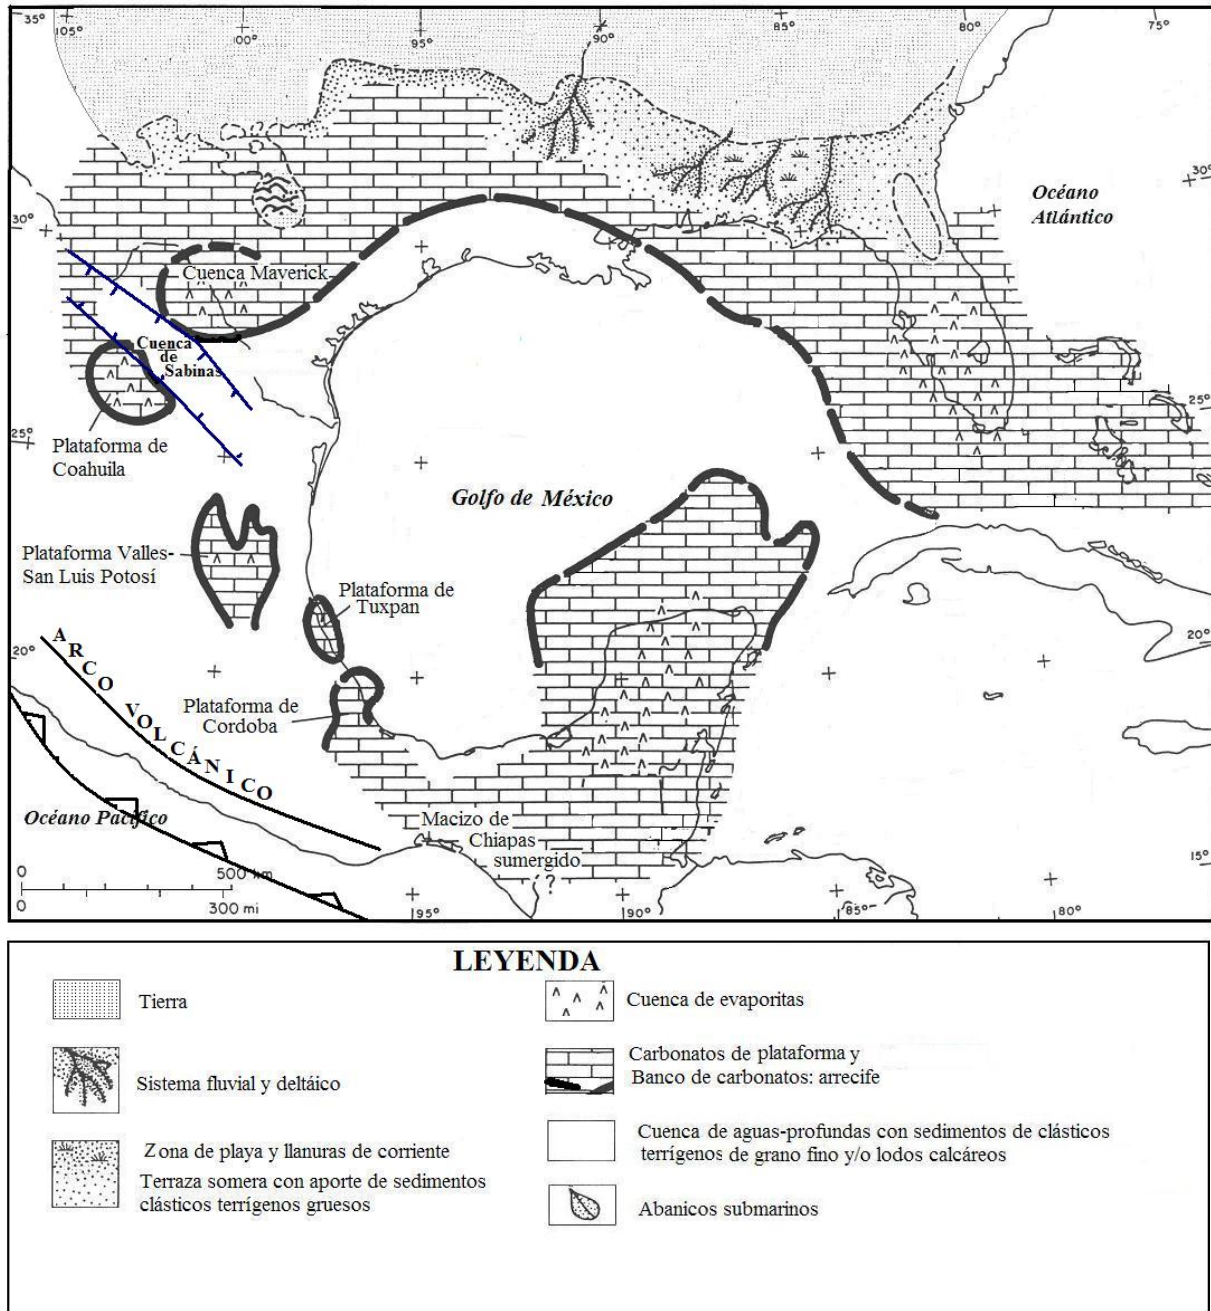 35°
105°
100°
95°
90°
85°
80°
75°
30°
Océano
Atlántico
30°
Cuenca Maverick
Cuenca
de
Sabinas
25°
25°
Plataforma de
Coahuila
Golfo de México
Plataforma Valles-
San Luis Potosí
Plataforma de
Tuxpan
20°
20°
ARCO VOLCÁNICO
Plataforma de
Cordoba
Océano Pacífico
Macizo de
Chiapas
sumergido
?
15°
0 500 km
0 300 mi
95°
90°
85°
80°
LEYENDA
Tierra
Cuenca de evaporitas
Sistema fluvial y deltáico
Carbonatos de plataforma y
Banco de carbonatos: arrecife
Zona de playa y llanuras de corriente
Terraza somera con aporte de sedimentos
clásticos terrígenos gruesos
Cuenca de aguas-profundas con sedimentos de clásticos
terrígenos de grano fino y/o lodos calcáreos
Abanicos submarinos